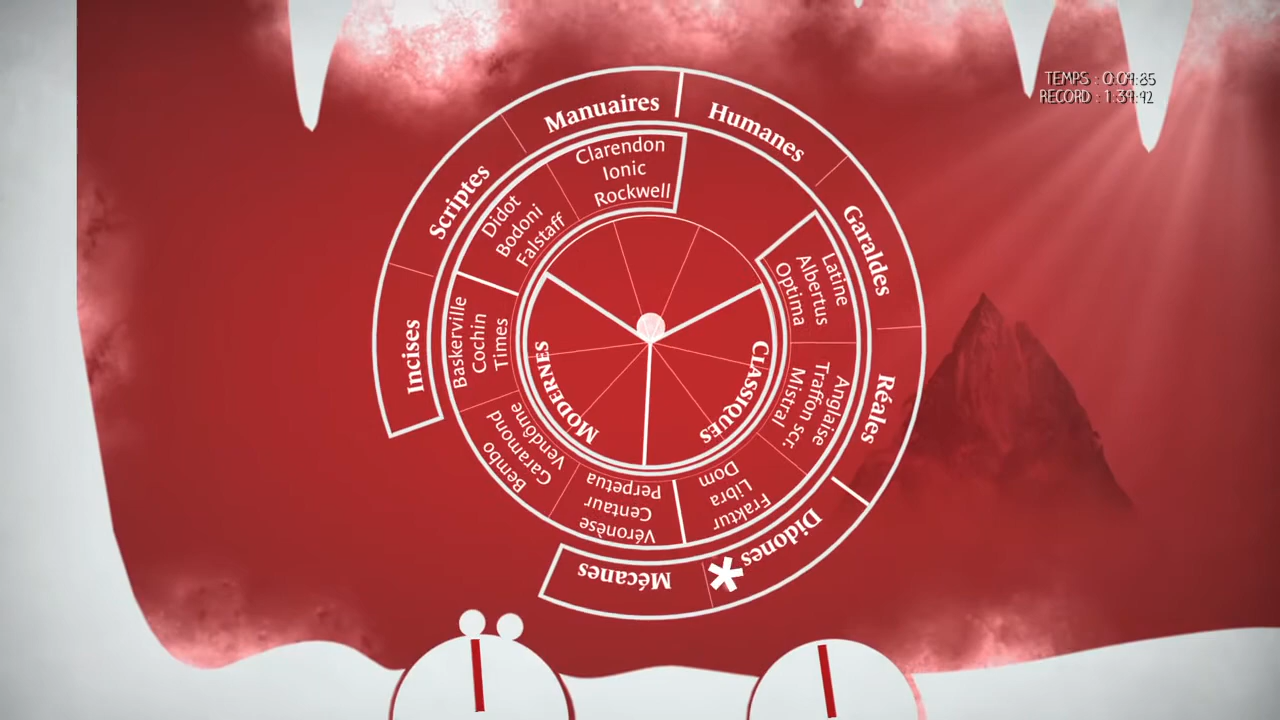 TEMPS : 0:04:85
RECORD : 1:39:92
Manuaires
Humanes
Garaldes
Réales
Didones
*
Mécanes
Incises
Scriptes
Clarendon
Ionic
Rockwell
Latine
Albertus
Optima
Anglaise
Traffon scr.
Mistral
Fraktur
Libra
Dom
Perpetua
Centaur
Véronèse
Vendôme
Garamond
Bembo
Baskerville
Cochin
Times
Didot
Bodoni
Falstaff
CLASSIQUES
MODERNES